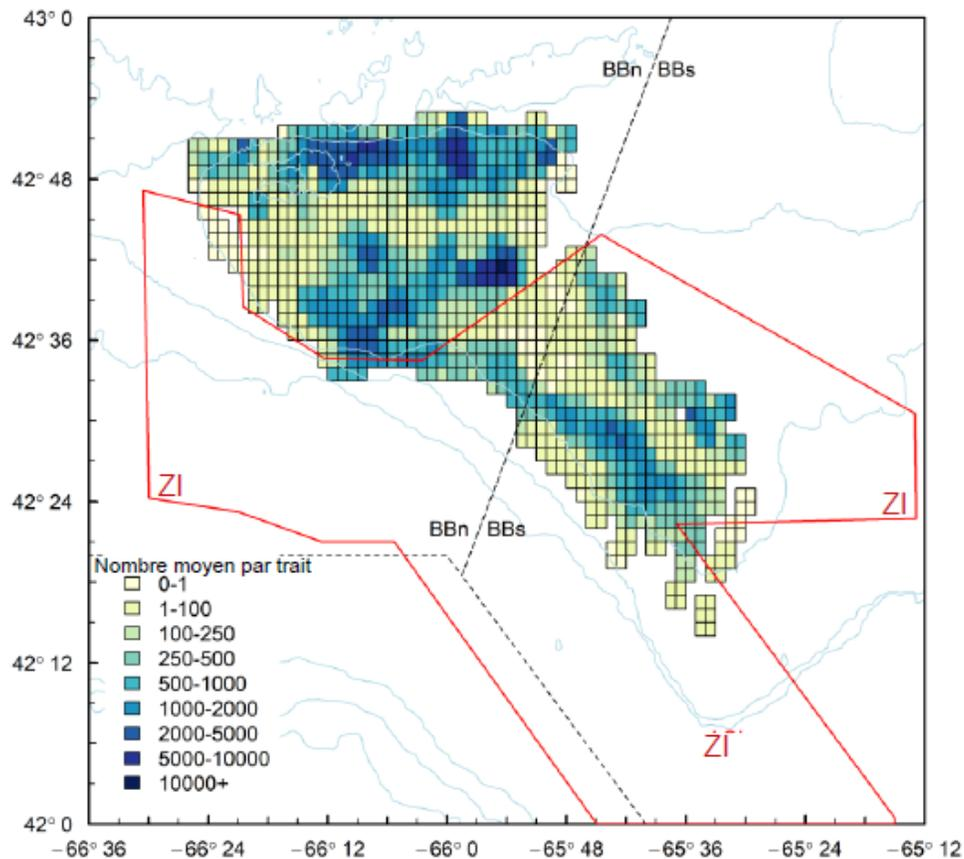 43° 0
42° 48
42° 36
42° 24
42° 12
42° 0
BBn BBs
ZI
ZI
BBn BBs
ZI
Nombre moyen par trait
0-1
1-100
100-250
250-500
500-1000
1000-2000
2000-5000
5000-10000
10000+
−66° 36 −66° 24 −66° 12 −66° 0 −65° 48 −65° 36 −65° 24 −65° 12